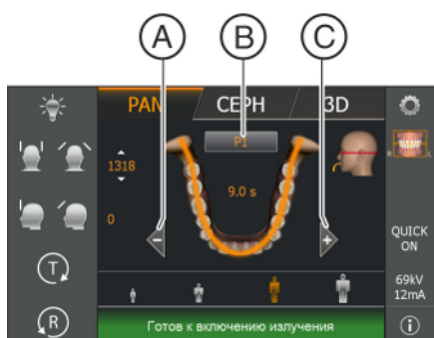 A B C
PAN CEPH 3D
P1
1318
9.0 s
0
R L
QUICK
ON
T
69kV
12mA
R
Готов к включению излучения
i